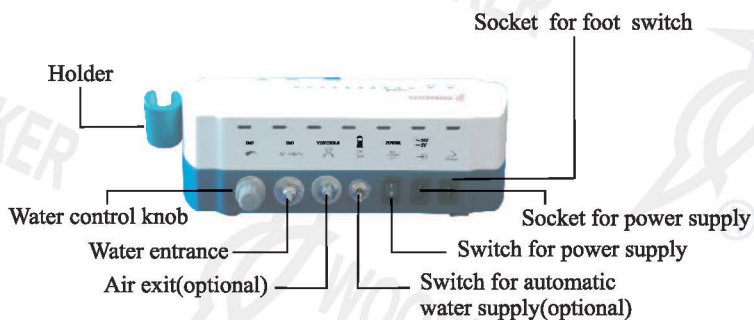 Socket for foot switch
Holder
POWER
Water control knob
Socket for power supply
Water entrance
Switch for power supply
Air exit(optional)
Switch for automatic
water supply(optional)